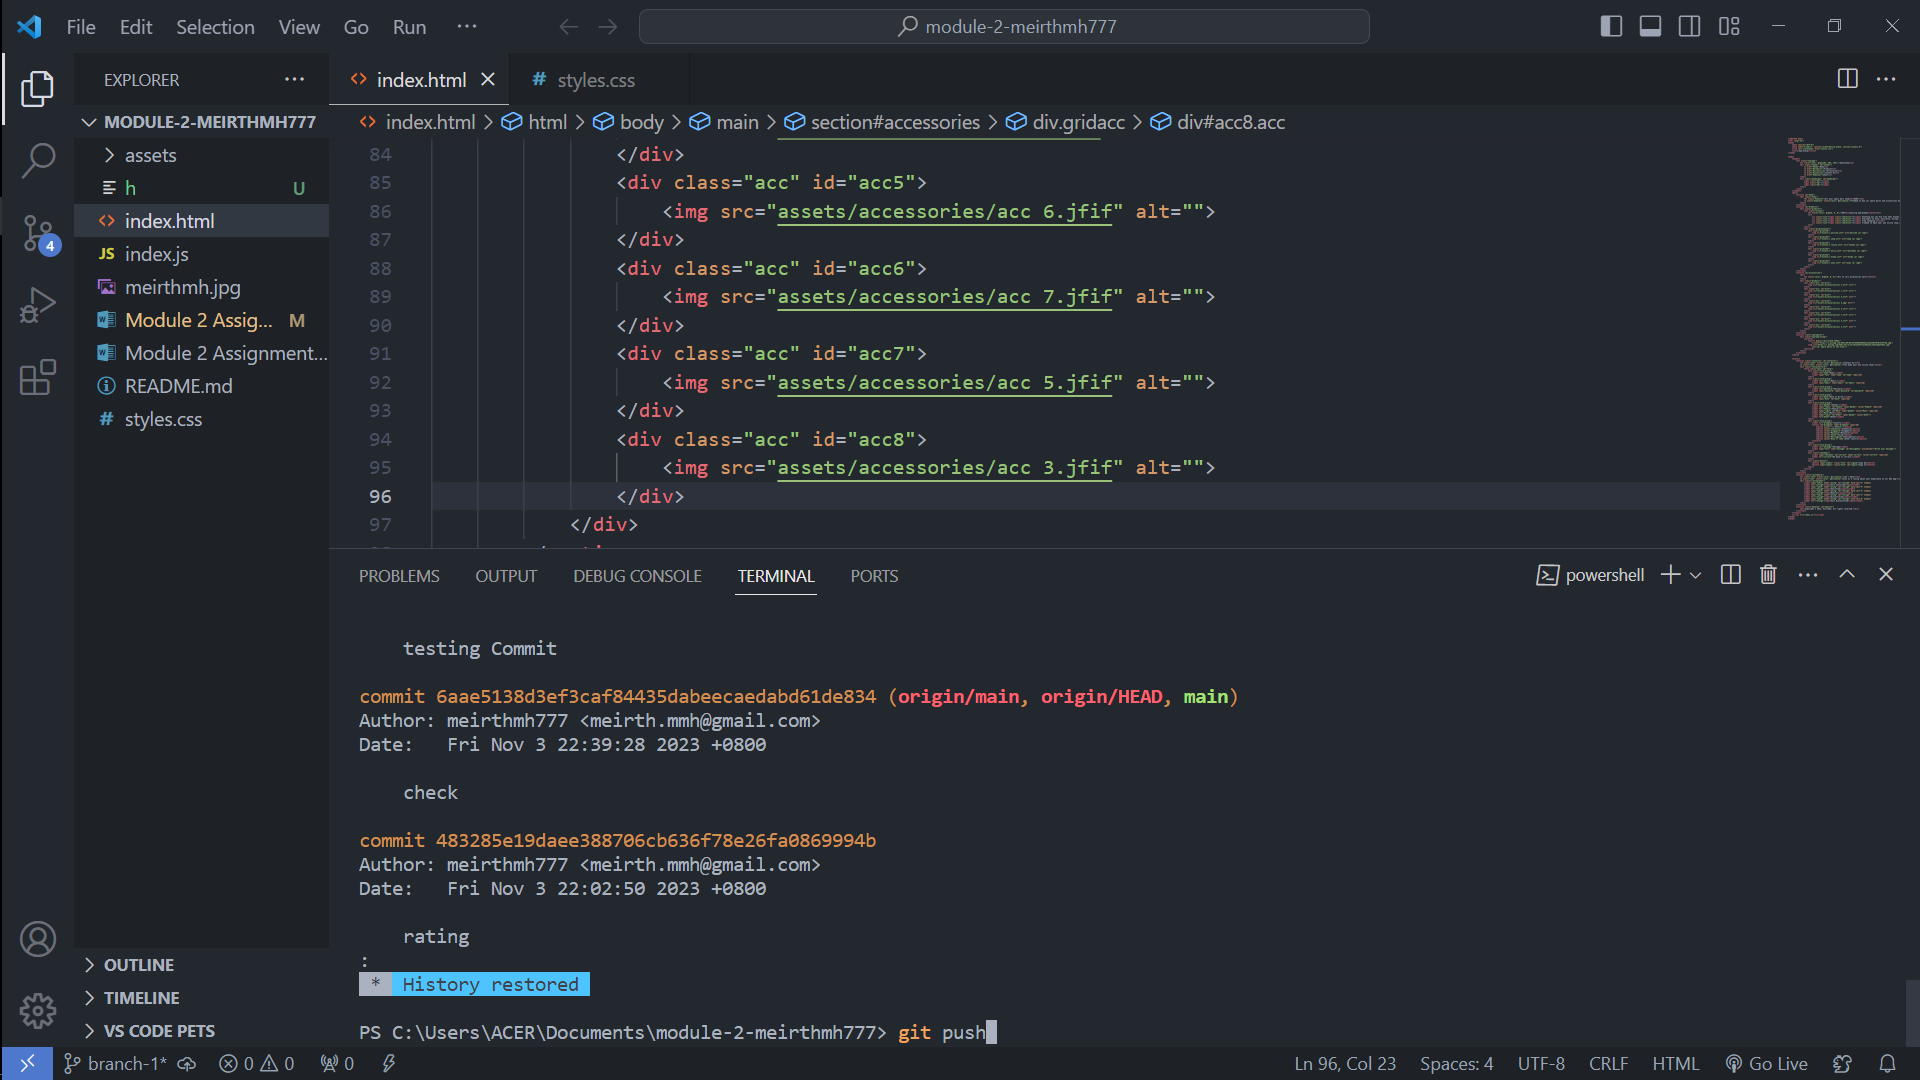 File Edit Selection View Go Run ···
module-2-meirthmh777
EXPLORER ···
MODULE-2-MEIRTHMH777
assets
h U
index.html
index.js
meirthmh.jpg
Module 2 Assig... M
Module 2 Assignment...
README.md
styles.css
OUTLINE
TIMELINE
VS CODE PETS
4
index.html
styles.css
index.html > html > body > main > section#accessories > div.gridacc > div#acc8.acc
84 </div>
85 <div class="acc" id="acc5">
86 <img src="assets/accessories/acc 6.jfif" alt="">
87 </div>
88 <div class="acc" id="acc6">
89 <img src="assets/accessories/acc 7.jfif" alt="">
90 </div>
91 <div class="acc" id="acc7">
92 <img src="assets/accessories/acc 5.jfif" alt="">
93 </div>
94 <div class="acc" id="acc8">
95 <img src="assets/accessories/acc 3.jfif" alt="">
96 </div>
97 </div>
PROBLEMS OUTPUT DEBUG CONSOLE TERMINAL PORTS
powershell
testing Commit
commit 6aae5138d3ef3caf84435dabeecaedabd61de834 (origin/main, origin/HEAD, main)
Author: meirthmh777 <meirth.mmh@gmail.com>
Date: Fri Nov 3 22:39:28 2023 +0800
check
commit 483285e19daee388706cb636f78e26fa0869994b
Author: meirthmh777 <meirth.mmh@gmail.com>
Date: Fri Nov 3 22:02:50 2023 +0800
rating
:
* History restored
PS C:\Users\ACER\Documents\module-2-meirthmh777> git push
branch-1* 0 0 0
Ln 96, Col 23 Spaces: 4 UTF-8 CRLF HTML Go Live